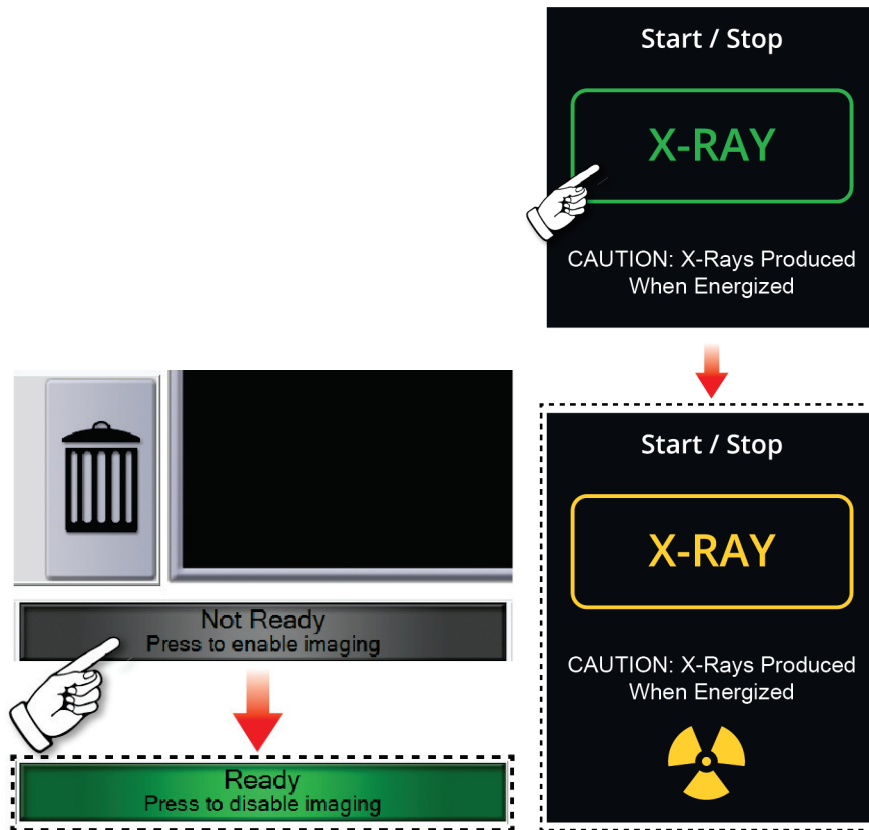 Start / Stop
X-RAY
CAUTION: X-Rays Produced
When Energized
Not Ready
Press to enable imaging
Ready
Press to disable imaging
Start / Stop
X-RAY
CAUTION: X-Rays Produced
When Energized